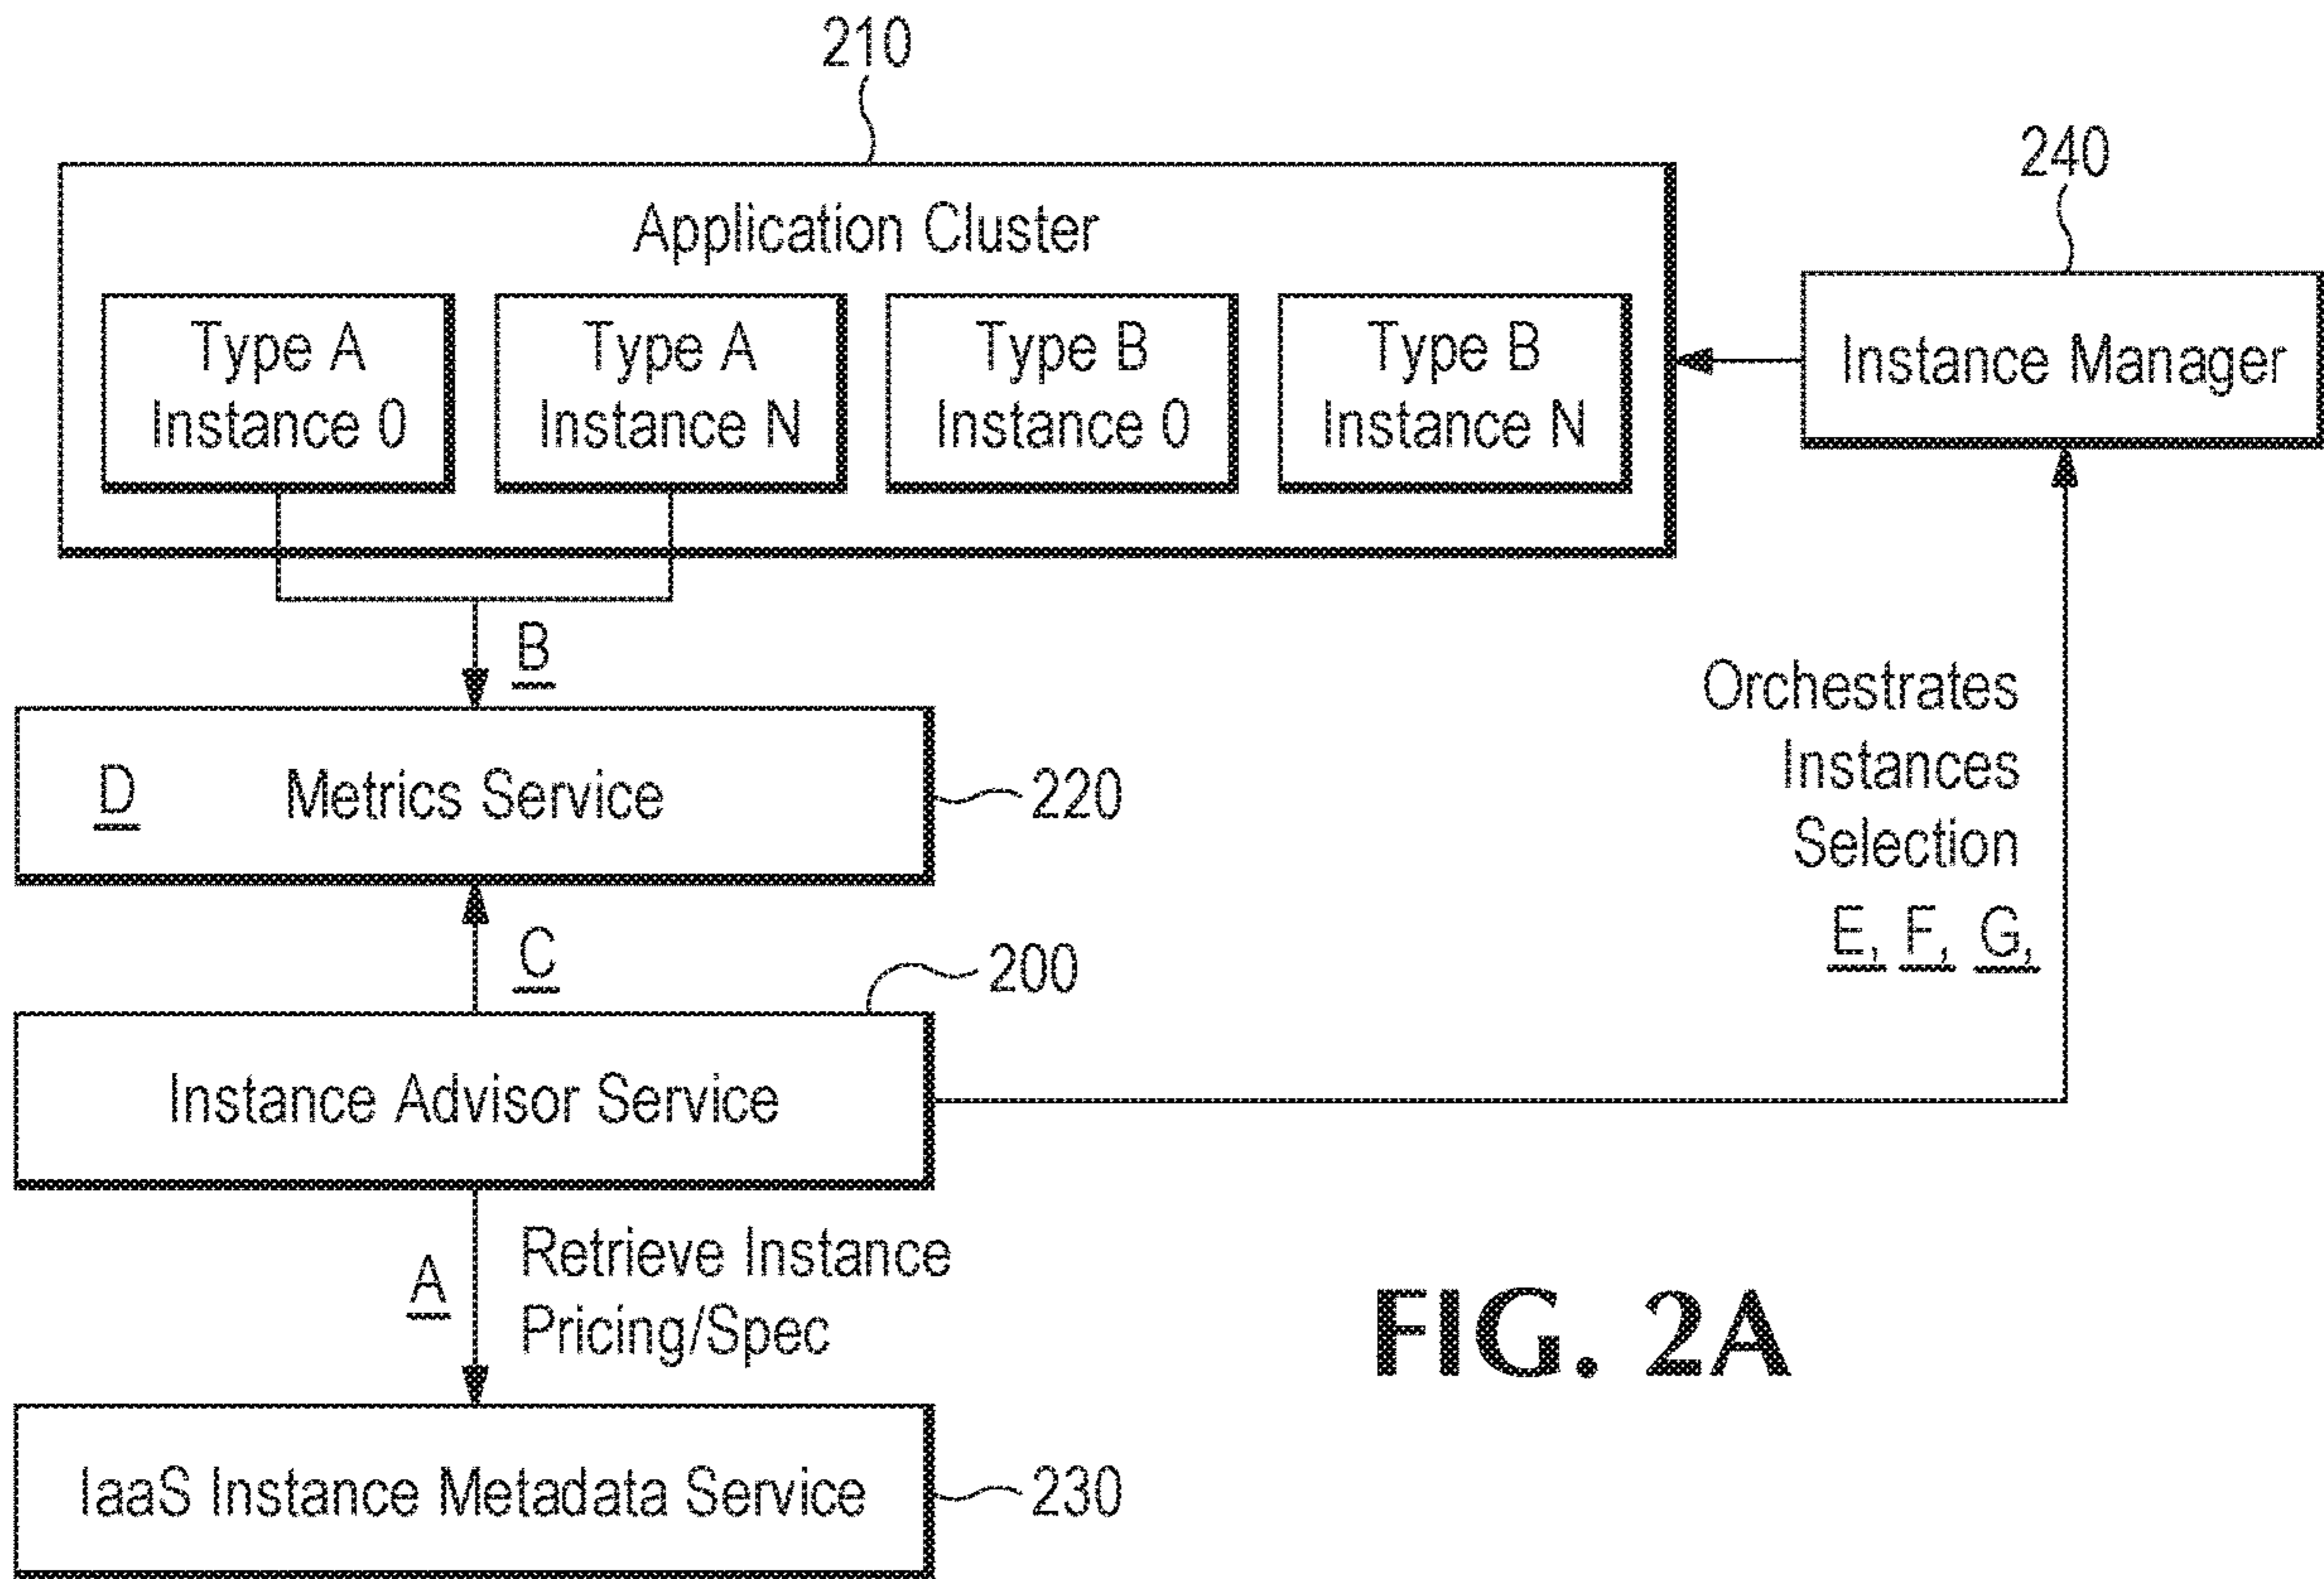 210
240
Application Cluster
Type A
Instance 0
Type A
Instance N
Type B
Instance 0
Type B
Instance N
Instance Manager
B
Orchestrates
Instances
Selection
E, F, G,
D
Metrics Service
220
C
200
Instance Advisor Service
A
Retrieve Instance
Pricing/Spec
FIG. 2A
IaaS Instance Metadata Service
230